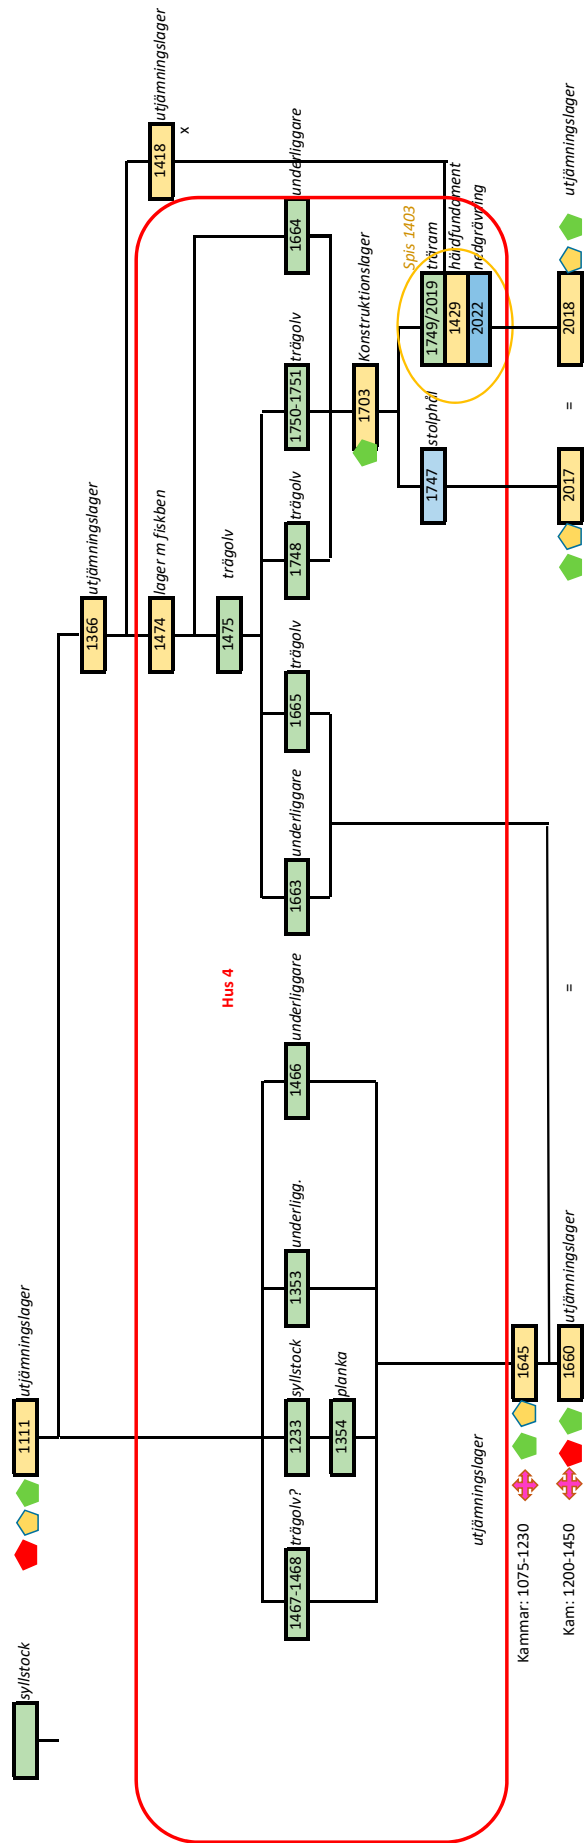 syllstock
1111
utjämningslager
1366
utjämningslager
1418
utjämningslager
x
1474
lager m fiskben
1475
trägolv
Hus 4
1467-1468
trägolv?
1233
syllstock
1353
underligg.
1466
underliggare
1663
underliggare
1665
trägolv
1748
trägolv
1750-1751
trägolv
1664
underliggare
1354
planka
1703
Konstruktionslager
Spis 1403
1747
stolphål
1749/2019
träram
1429
härdfundament
2022
nedgrävning
utjämningslager
Kammar: 1075-1230
1645
Kam: 1200-1450
1660
utjämningslager
=
2017
=
2018
utjämningslager